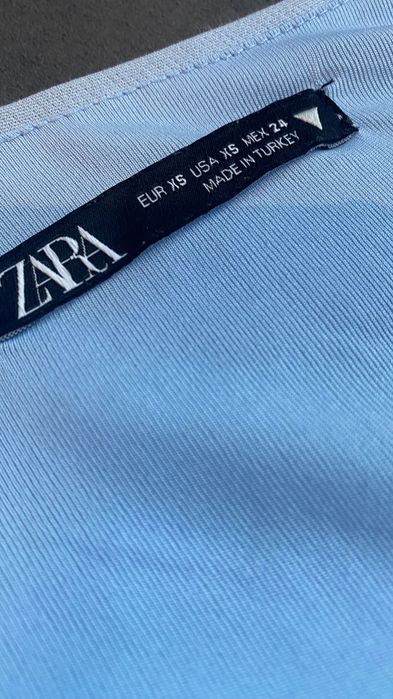 ZARA
EUR XS USA XS MEX 24
MADE IN TURKEY